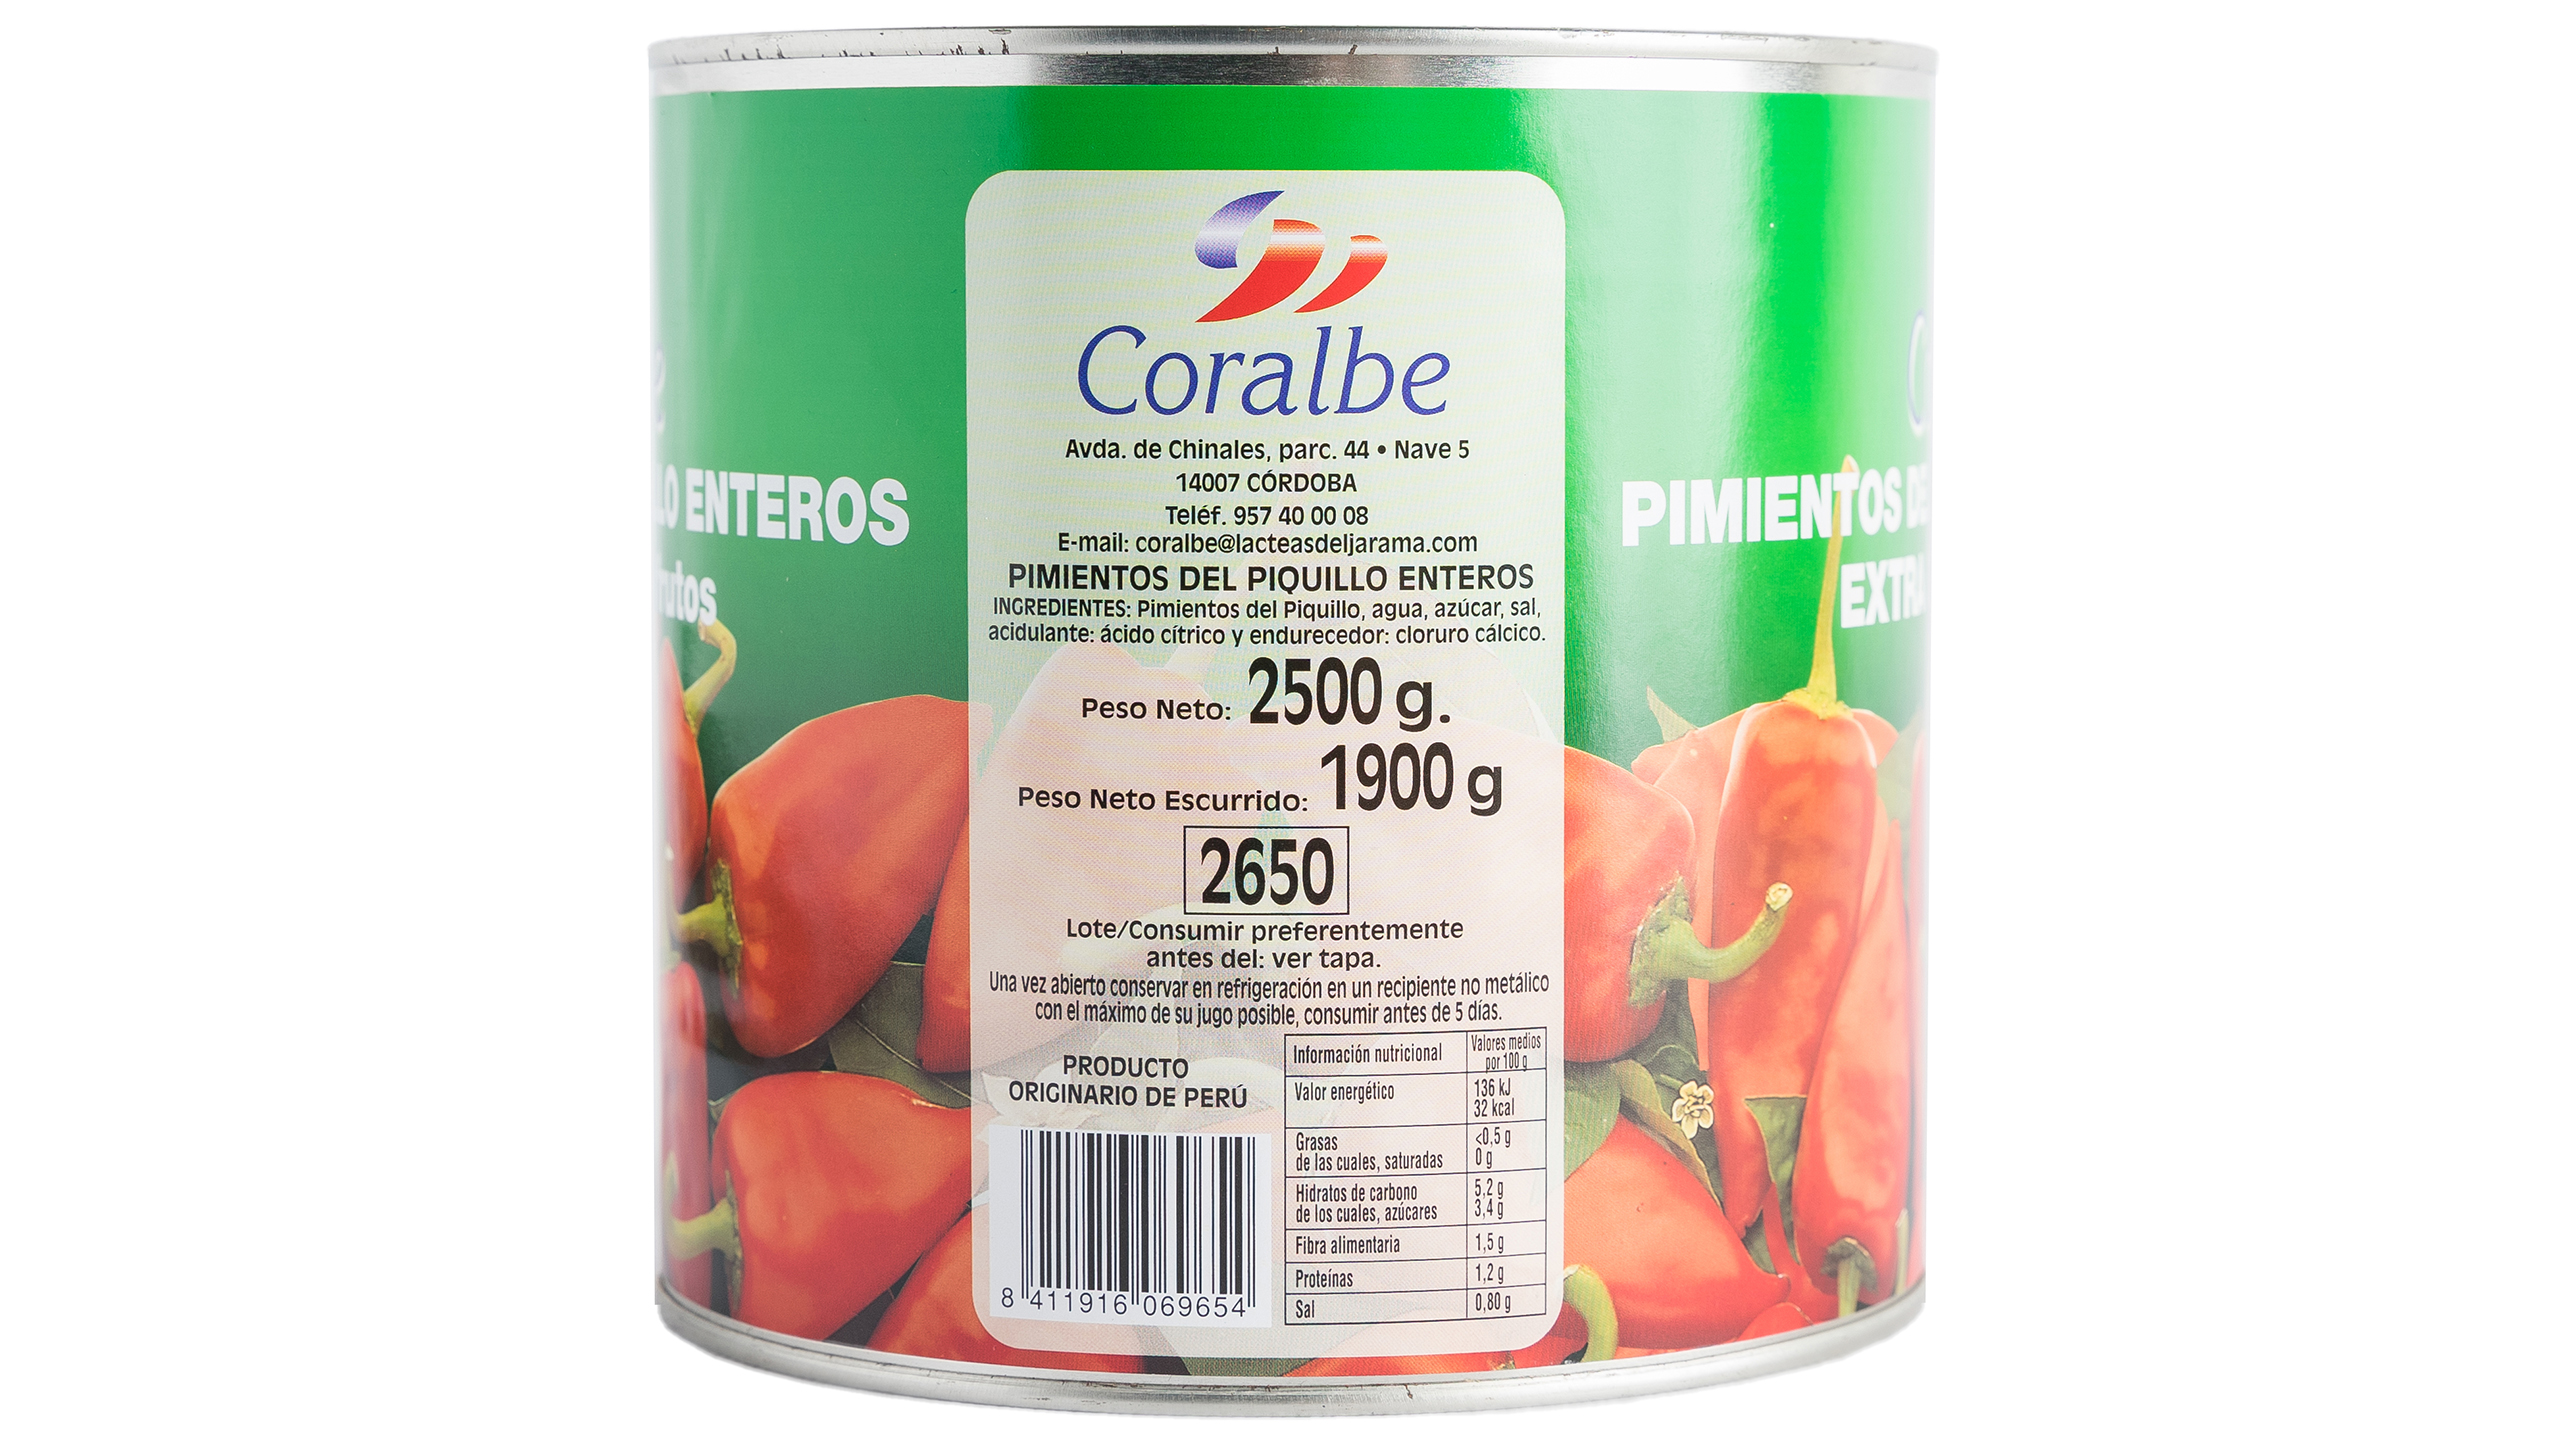 Coralbe
Avda. de Chinales, parc. 44 • Nave 5
14007 CÓRDOBA
Teléf. 957 40 00 08
E-mail: coralbe@lacteasdeljarama.com
PIMIENTOS DEL PIQUILLO ENTEROS
INGREDIENTES: Pimientos del Piquillo, agua, azúcar, sal,
acidulante: ácido cítrico y endurecedor: cloruro cálcico.
Peso Neto: 2500 g.
Peso Neto Escurrido: 1900 g
2650
Lote/Consumir preferentemente
antes del: ver tapa.
Una vez abierto conservar en refrigeración en un recipiente no metálico
con el máximo de su jugo posible, consumir antes de 5 días.
PRODUCTO
ORIGINARIO DE PERÚ
8 411916 069654
Información nutricional Valores medios
por 100 g
Valor energético 136 kJ
32 kcal
Grasas <0,5 g
de las cuales, saturadas 0 g
Hidratos de carbono 5,2 g
de los cuales, azúcares 3,4 g
Fibra alimentaria 1,5 g
Proteínas 1,2 g
Sal 0,80 g
LO ENTEROS
rutos
PIMIENTOS DE
EXTRA